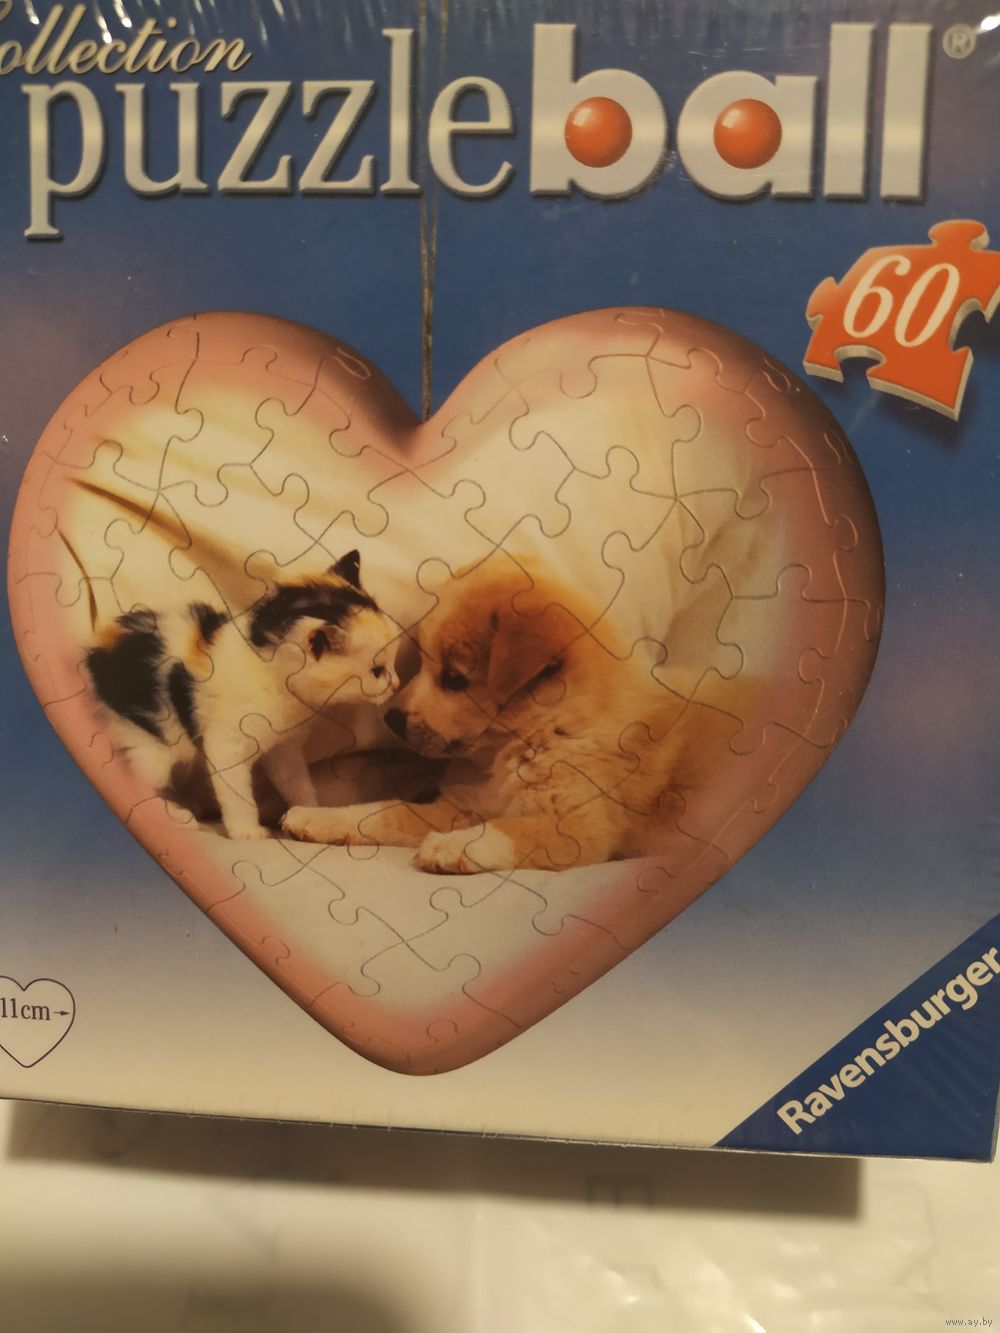 Collection
puzzleball®
60
11cm
Ravensburger
www.ay.by